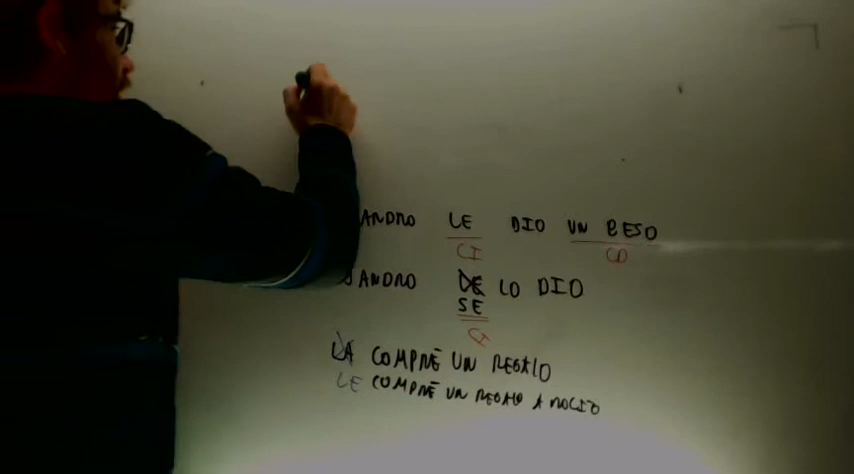 ANDRO LE DIO UN BESO
CI CD
ANDRO LE LO DIO
SE
CI
LA COMPRÉ UN REGALO
LE COMPRÉ UN REGALO A ROCÍO